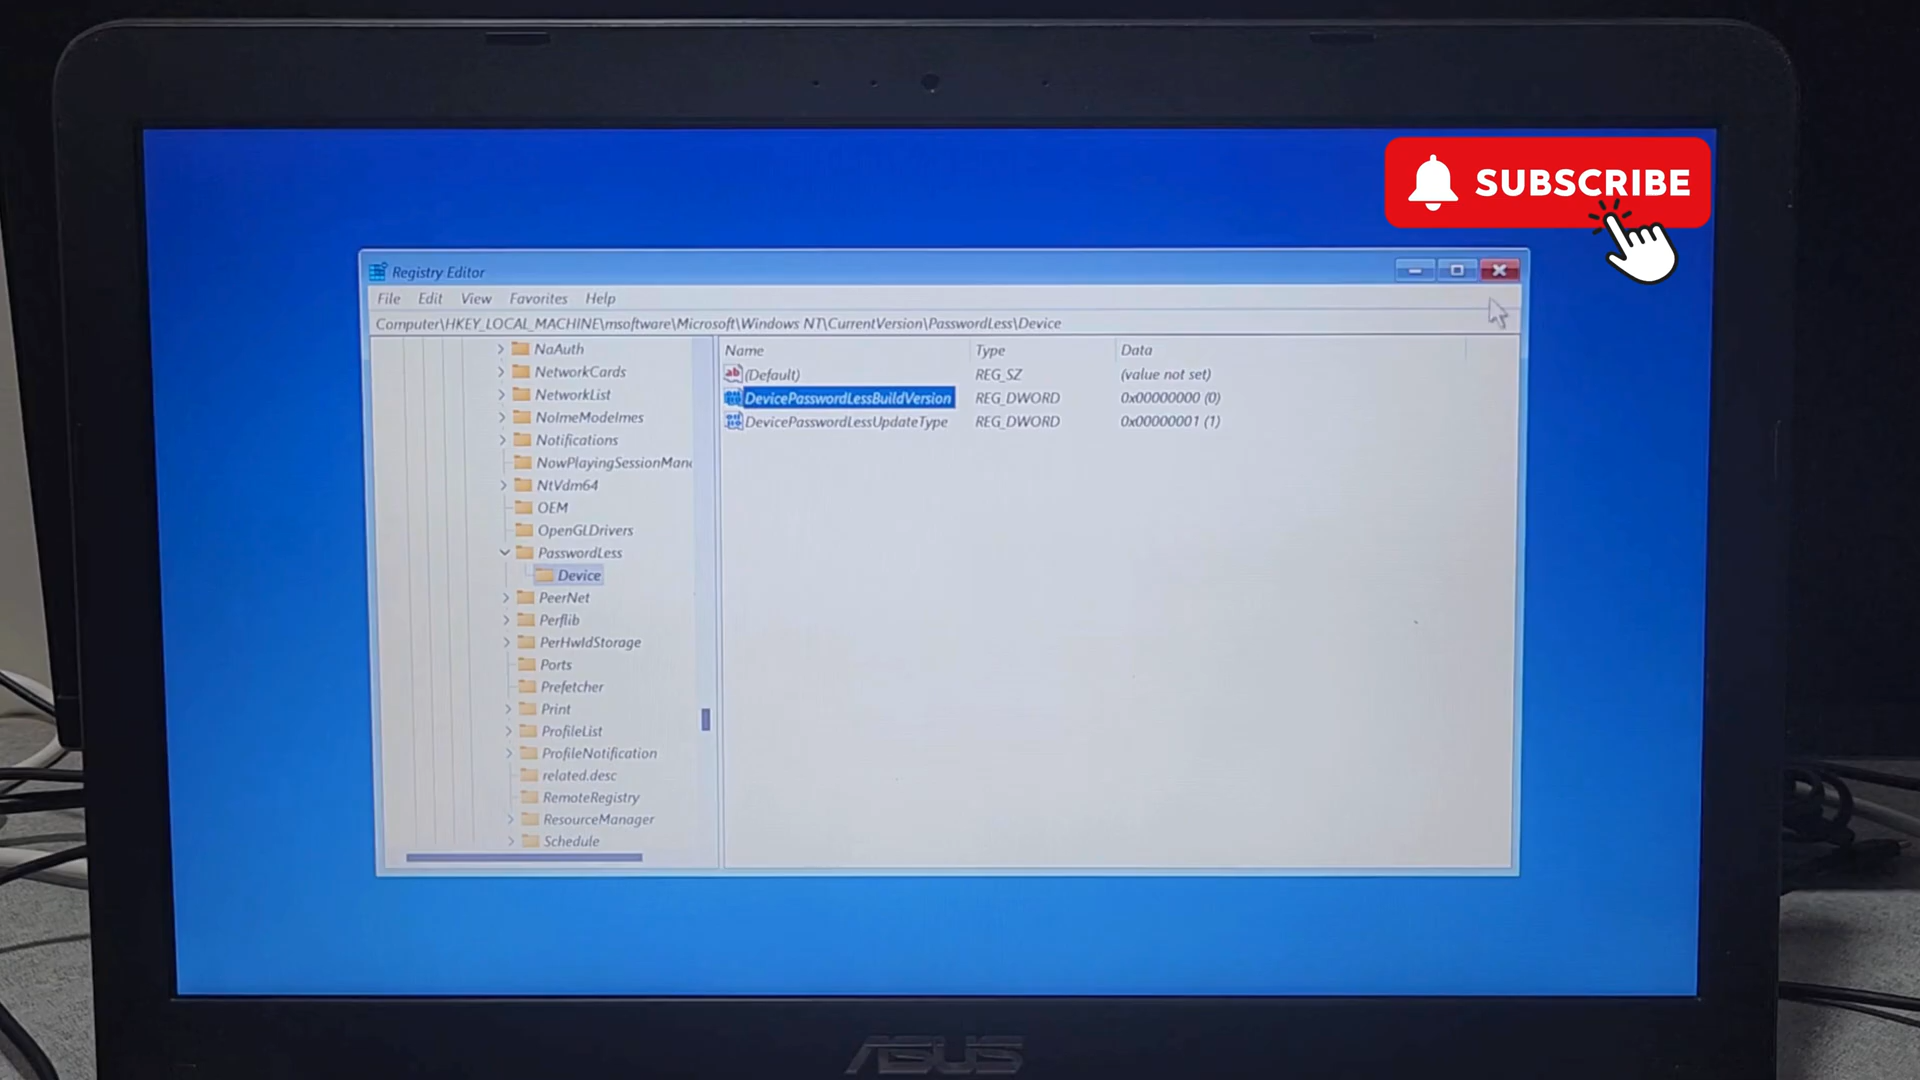 SUBSCRIBE
Registry Editor
File Edit View Favorites Help
Computer\HKEY_LOCAL_MACHINE\msoftware\Microsoft\Windows NT\CurrentVersion\PasswordLess\Device
Name Type Data
(Default) REG_SZ (value not set)
DevicePasswordLessBuildVersion REG_DWORD 0x00000000 (0)
DevicePasswordLessUpdateType REG_DWORD 0x00000001 (1)
NaAuth
NetworkCards
NetworkList
NoImeModeImes
Notifications
NowPlayingSessionMana
NtVdm64
OEM
OpenGLDrivers
PasswordLess
Device
PeerNet
Perflib
PerHwIdStorage
Ports
Prefetcher
Print
ProfileList
ProfileNotification
related.desc
RemoteRegistry
ResourceManager
Schedule
ASUS